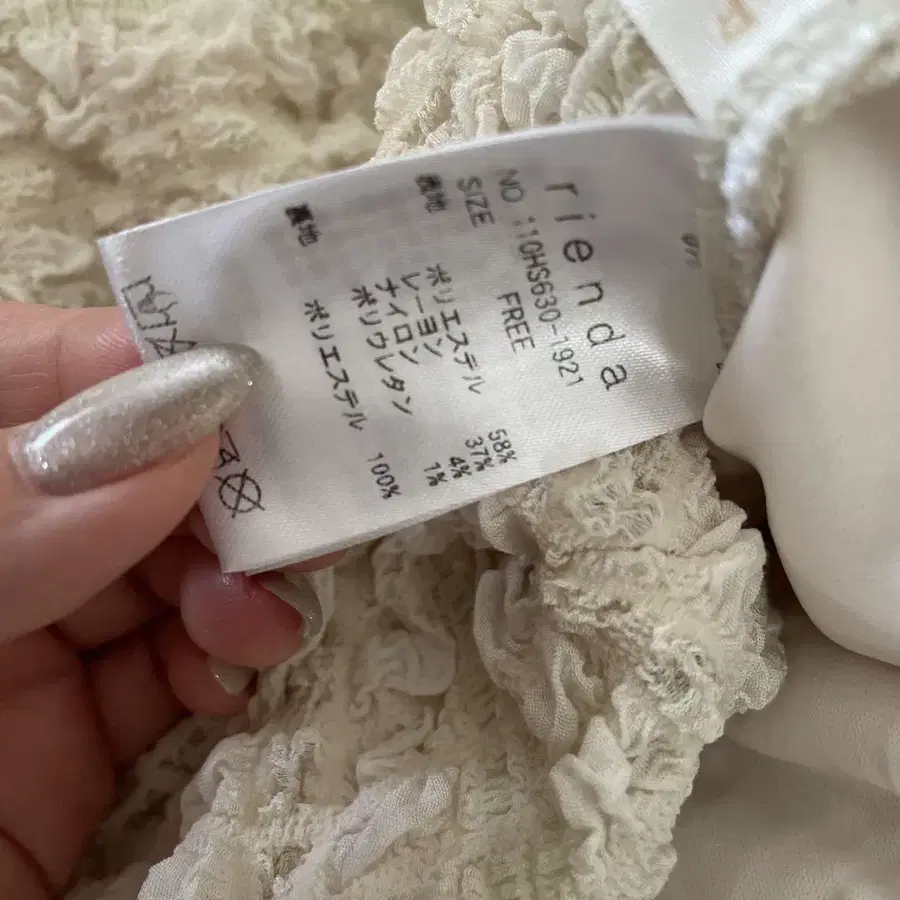 rienda
NO 110HS630-1921
SIZE FREE
表地 ポリエステル 58%
レーヨン 37%
ナイロン 4%
ポリウレタン 1%
裏地 ポリエステル 100%